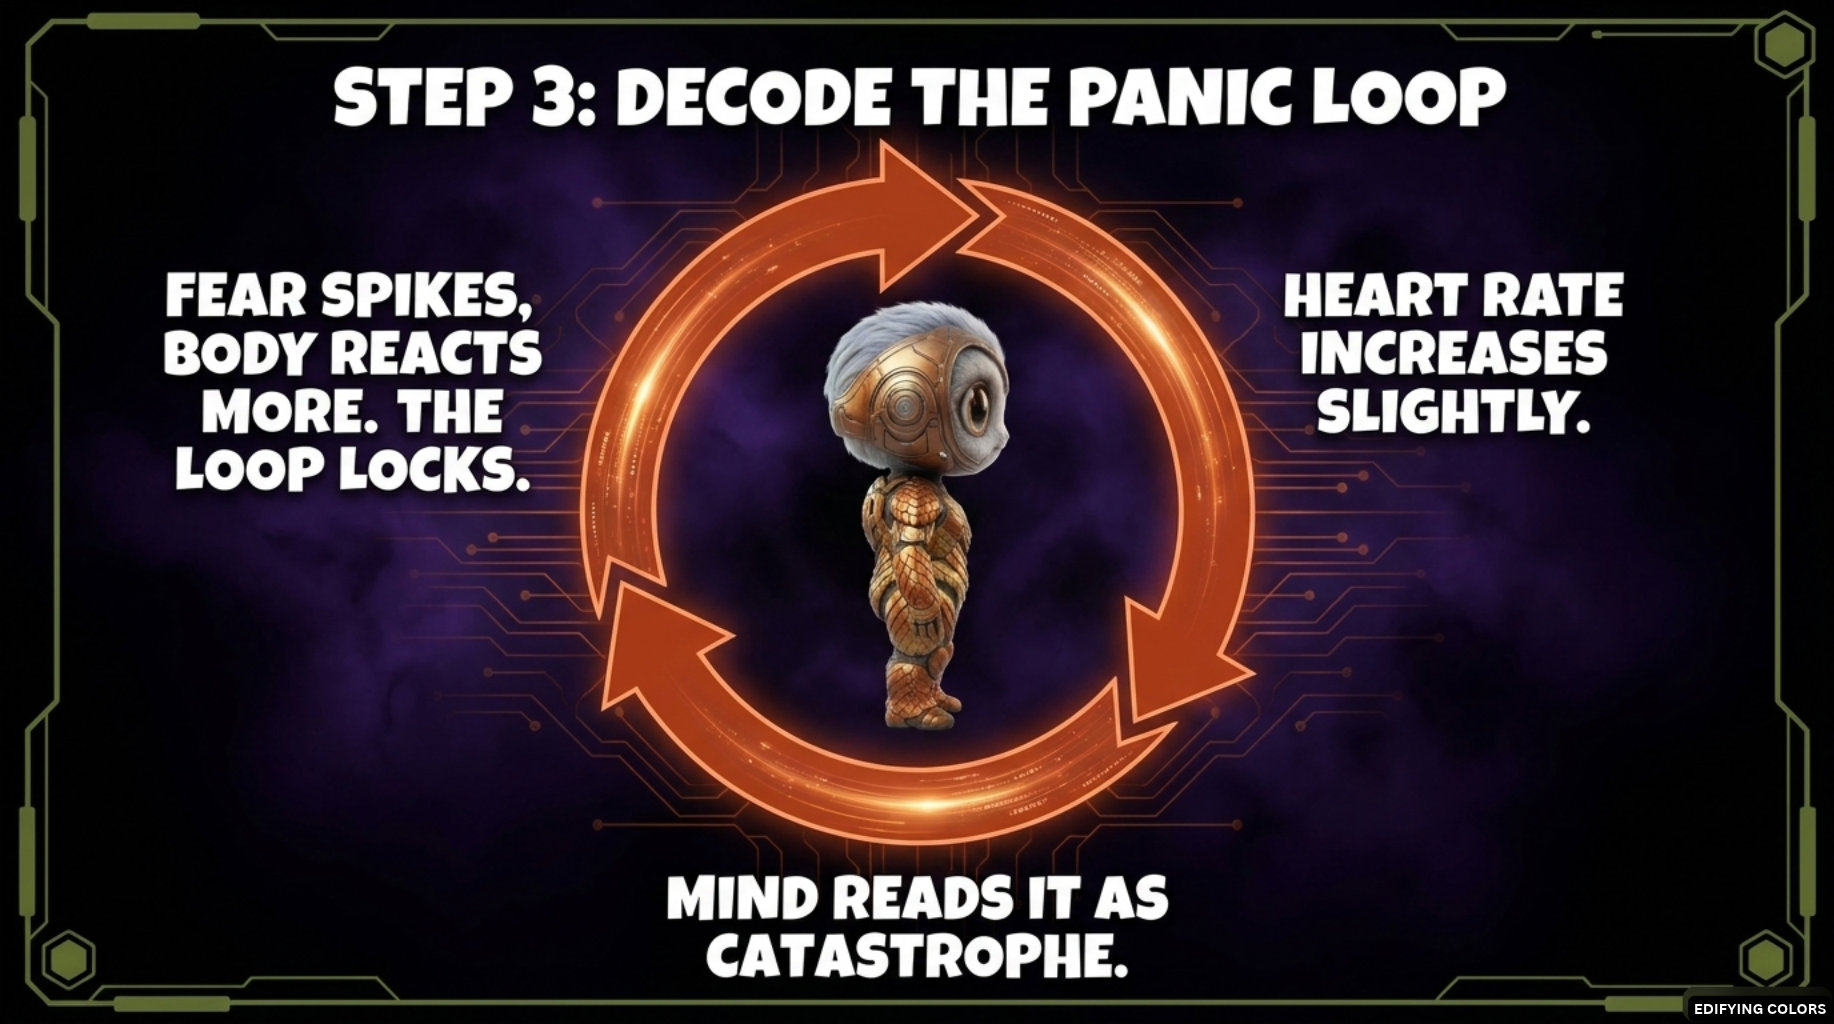 STEP 3: DECODE THE PANIC LOOP
FEAR SPIKES,
BODY REACTS
MORE. THE
LOOP LOCKS.
HEART RATE
INCREASES
SLIGHTLY.
MIND READS IT AS
CATASTROPHE.
EDIFYING COLORS